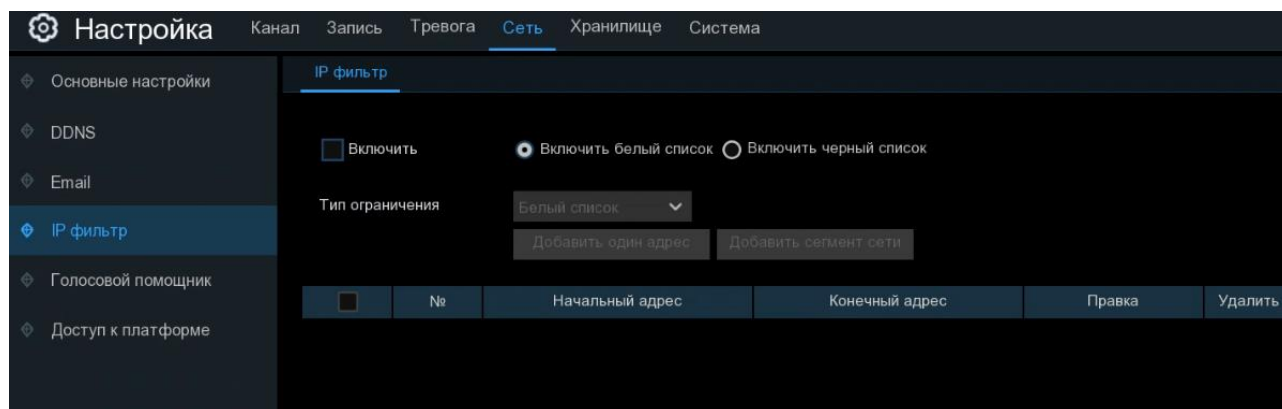 Настройка Канал Запись Тревога Сеть Хранилище Система
Основные настройки
DDNS
Email
IP фильтр
Голосовой помощник
Доступ к платформе
IP фильтр
Включить Включить белый список Включить черный список
Тип ограничения Белый список
Добавить один адрес Добавить сегмент сети
№ Начальный адрес Конечный адрес Правка Удалить